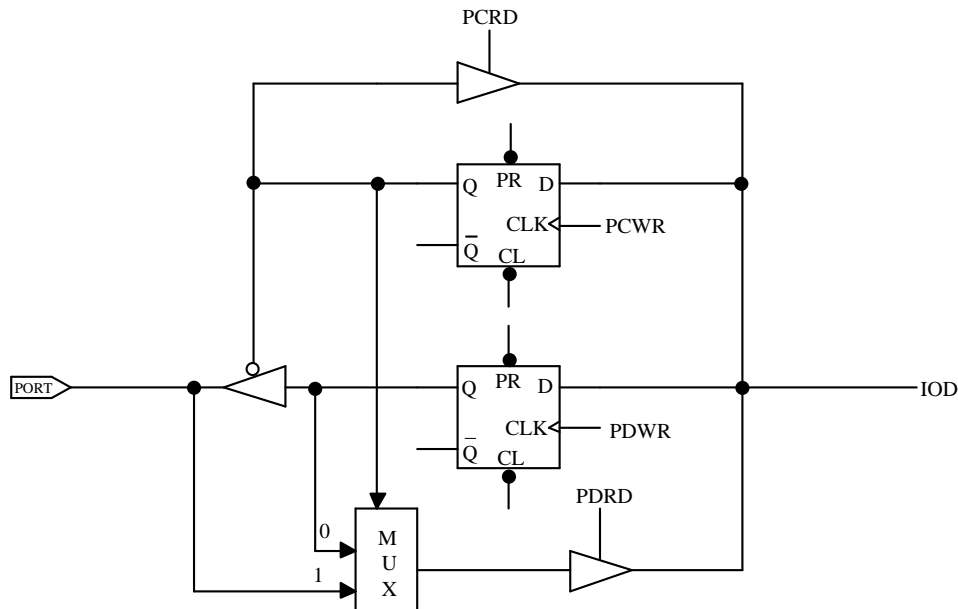 PCRD
Q PR D
CLK PCWR
Q̅ CL
PORT
Q PR D IOD
CLK PDWR
Q̅ CL
PDRD
0
1
M
U
X